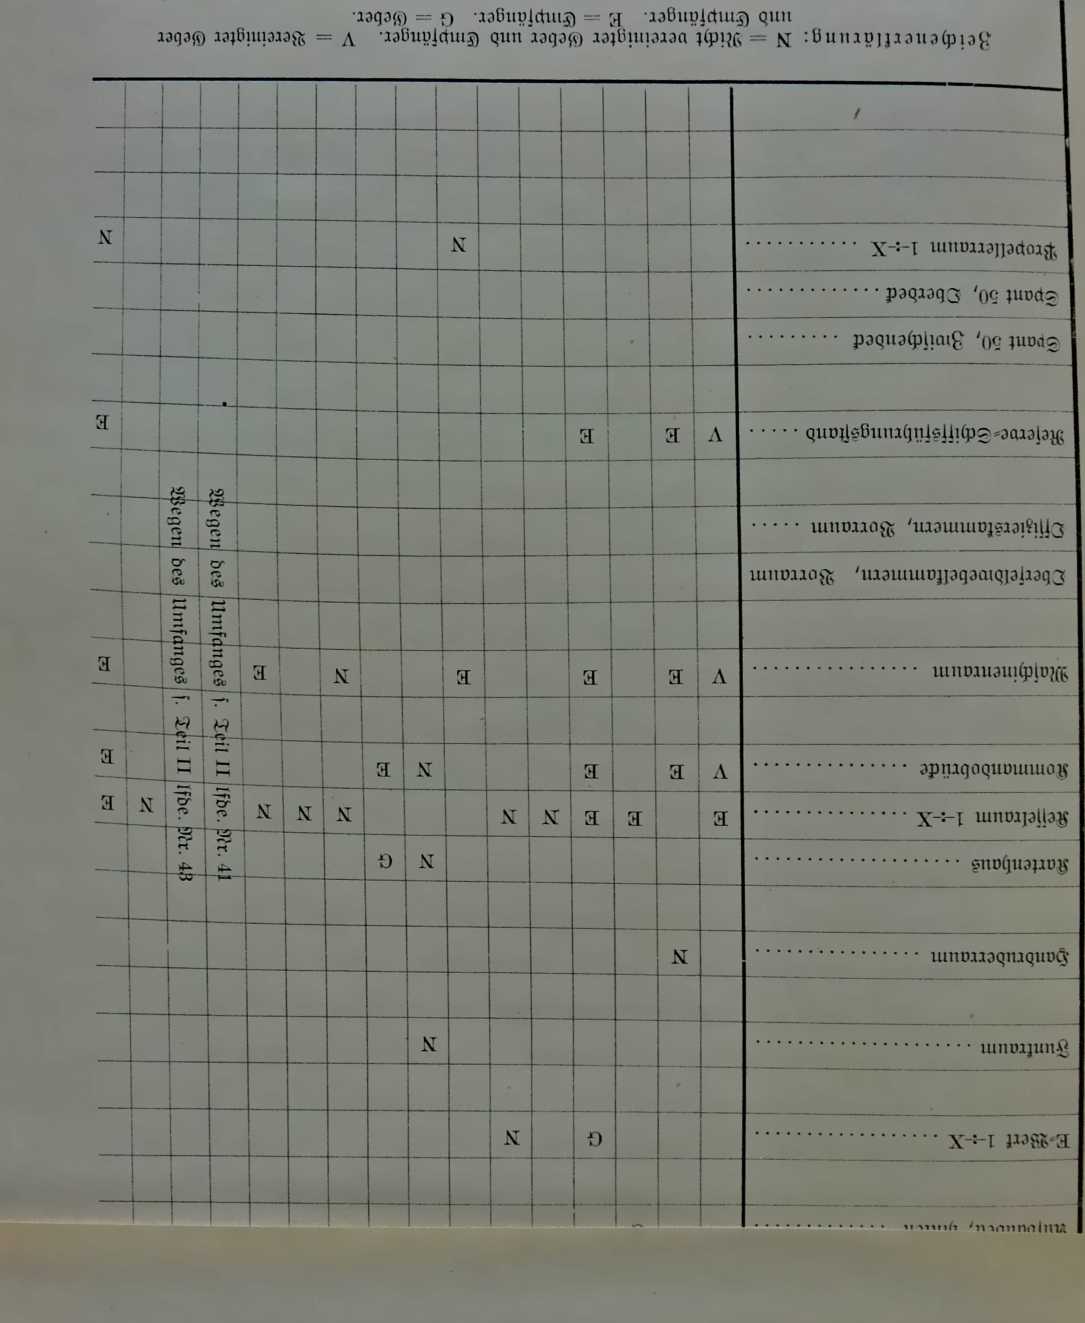 E-Werk 1-:-X .................. G N
Funkraum ..................... N
Handruderraum ................ N
Kartenhaus ................... N G
Kesselraum 1-:-X ............... E E E N N N N N N E
Kommandobrücke ............... V E E N E E
Maschinenraum ................ V E E E N E E
Oberfeldwebelkammern, Vorraum
Offizierskammern, Vorraum .....
Reserve-Schiffsführungsstand ..... V E E E
Spant 50, Zwischendeck .........
Spant 50, Oberdeck .............
Propellerraum 1-:-X ........... N N
Wegen des Umfanges s. Teil II lfde. Nr. 41
Wegen des Umfanges s. Teil II lfde. Nr. 43
Zeichenerklärung: N = Nicht vereinigter Geber und Empfänger. V = Vereinigter Geber
und Empfänger. E = Empfänger. G = Geber.